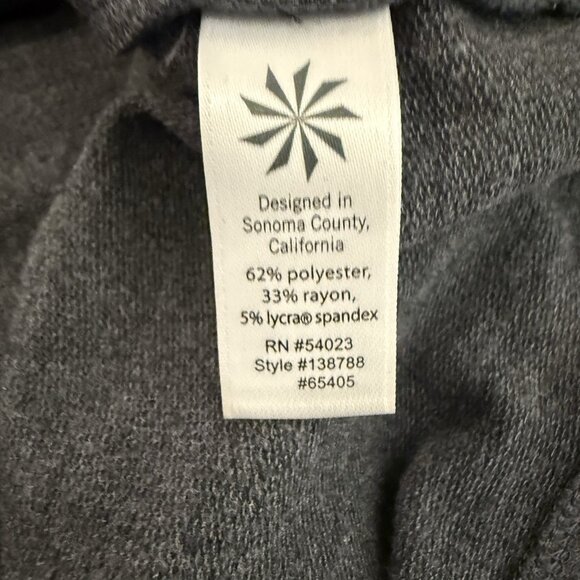 Designed in
Sonoma County,
California
62% polyester,
33% rayon,
5% lycra® spandex
RN #54023
Style #138788
#65405